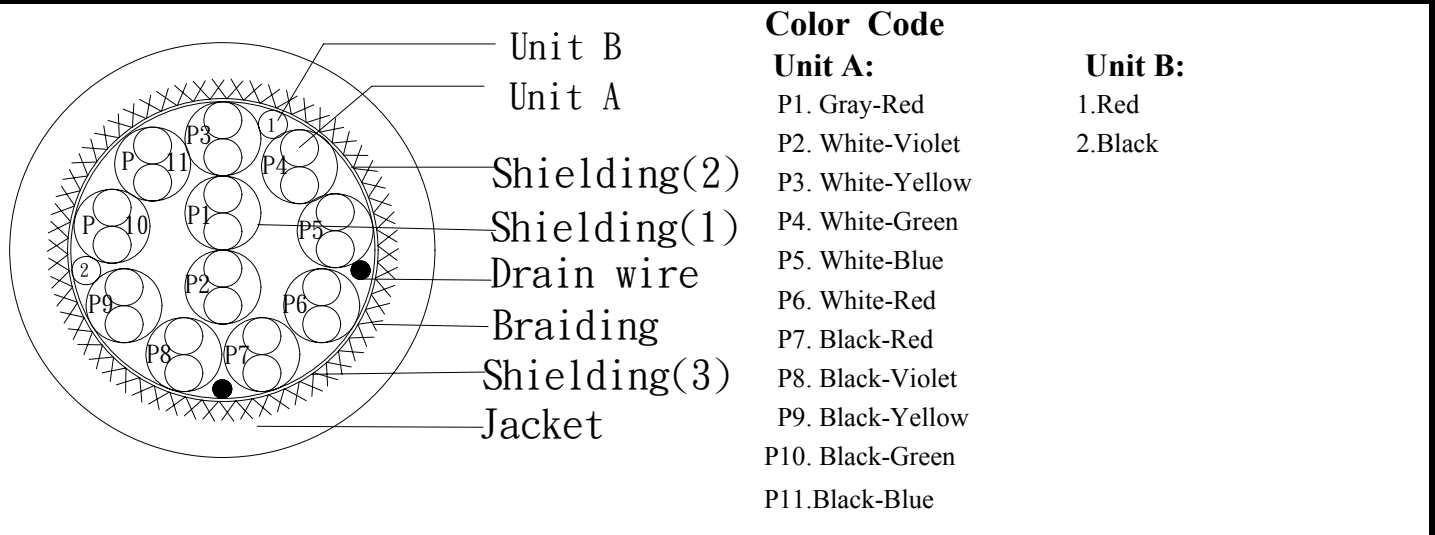 Unit B
Unit A
Shielding(2)
Shielding(1)
Drain wire
Braiding
Shielding(3)
Jacket
P3
1
P 11
P4
P 10
P1
P5
2
P2
P9
P6
P8
P7
Color Code
Unit A:
P1. Gray-Red
P2. White-Violet
P3. White-Yellow
P4. White-Green
P5. White-Blue
P6. White-Red
P7. Black-Red
P8. Black-Violet
P9. Black-Yellow
P10. Black-Green
P11.Black-Blue
Unit B:
1.Red
2.Black